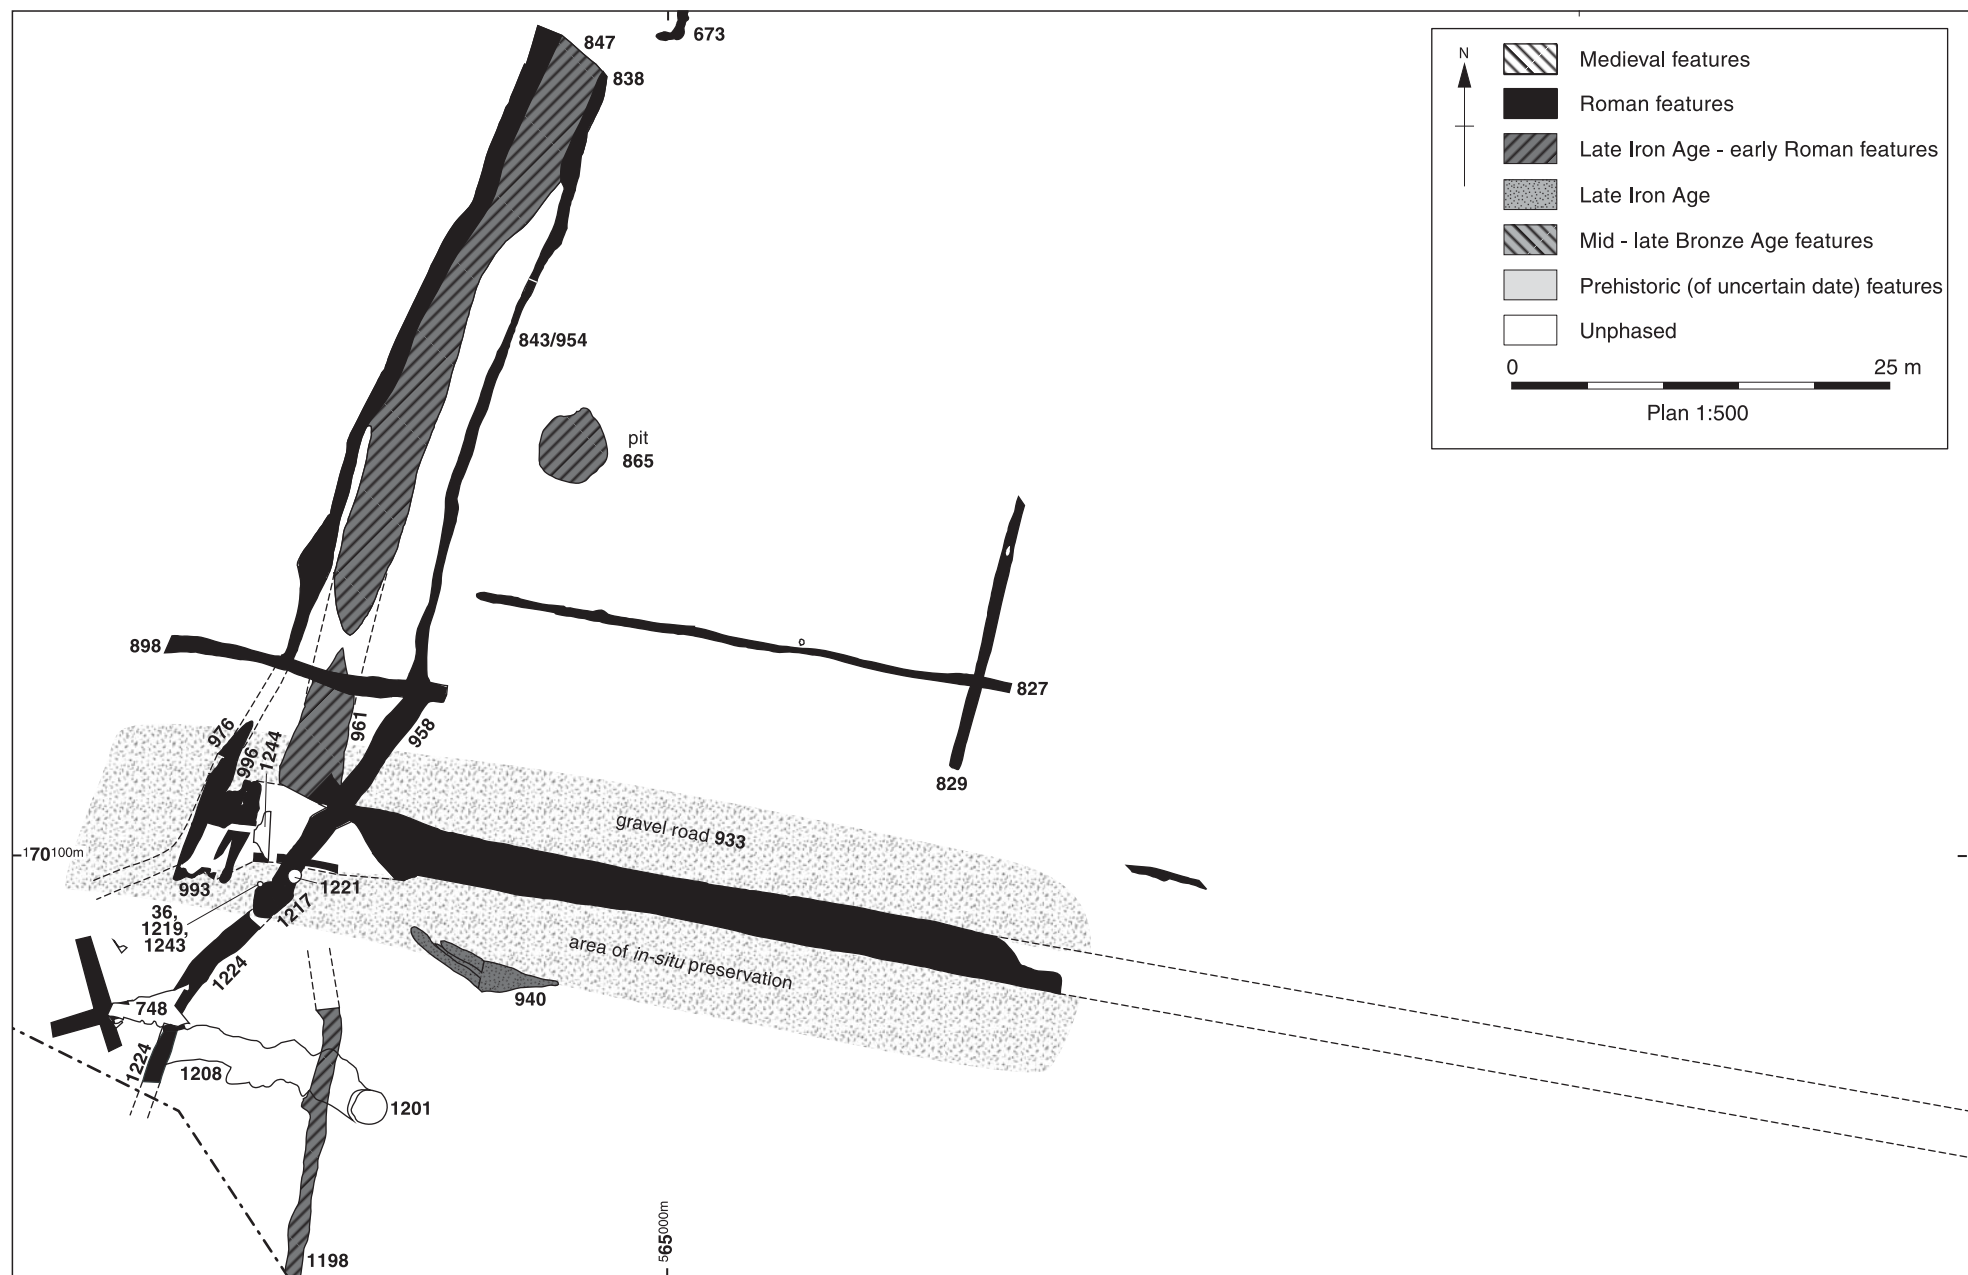 673
847
838
N
Medieval features
Roman features
Late Iron Age - early Roman features
Late Iron Age
Mid - late Bronze Age features
Prehistoric (of uncertain date) features
Unphased
0 25 m
Plan 1:500
843/954
pit
865
898
827
829
976
996
1244
961
958
gravel road 933
170100m
993
1221
36,
1219,
1243
1217
1224
area of in-situ preservation
940
748
1224
1208
1201
565000m
1198